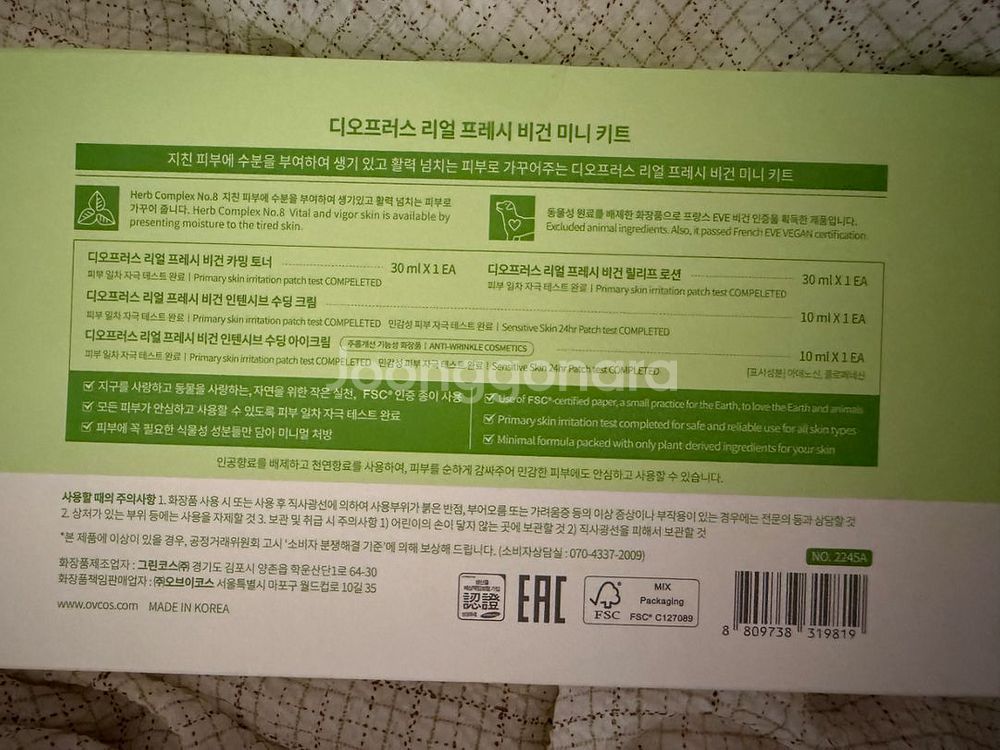 디오프러스 리얼 프레시 비건 미니 키트
지친 피부에 수분을 부여하여 생기 있고 활력 넘치는 피부로 가꾸어주는 디오프러스 리얼 프레시 비건 미니 키트
Herb Complex No.8 지친 피부에 수분을 부여하여 생기있고 활력 넘치는 피부로
가꾸어 줍니다. Herb Complex No.8 Vital and vigor skin is available by
presenting moisture to the tired skin.
동물성 원료를 배제한 화장품으로 프랑스 EVE 비건 인증을 획득한 제품입니다.
Excluded animal ingredients. Also, it passed French EVE VEGAN certification.
디오프러스 리얼 프레시 비건 카밍 토너 30 ml X 1 EA
피부 일차 자극 테스트 완료 | Primary skin irritation patch test COMPELETED
디오프러스 리얼 프레시 비건 릴리프 로션 30 ml X 1 EA
피부 일차 자극 테스트 완료 | Primary skin irritation patch test COMPELETED
디오프러스 리얼 프레시 비건 인텐시브 수딩 크림 10 ml X 1 EA
피부 일차 자극 테스트 완료 | Primary skin irritation patch test COMPELETED 민감성 피부 자극 테스트 완료 | Sensitive Skin 24hr Patch test COMPLETED
디오프러스 리얼 프레시 비건 인텐시브 수딩 아이크림 주름개선 기능성 화장품 | ANTI-WRINKLE COSMETICS 10 ml X 1 EA
피부 일차 자극 테스트 완료 | Primary skin irritation patch test COMPELETED 민감성 피부 자극 테스트 완료 | Sensitive Skin 24hr Patch test COMPLETED [표시성분] 아데노신, 클로페네신
Joonggonara
지구를 사랑하고 동물을 사랑하는, 자연을 위한 작은 실천, FSC® 인증 종이 사용
모든 피부가 안심하고 사용할 수 있도록 피부 일차 자극 테스트 완료
피부에 꼭 필요한 식물성 성분들만 담아 미니멀 처방
Use of FSC®-certified paper, a small practice for the Earth, to love the Earth and animals
Primary skin irritation test completed for safe and reliable use for all skin types
Minimal formula packed with only plant-derived ingredients for your skin
인공향료를 배제하고 천연향료를 사용하여, 피부를 순하게 감싸주어 민감한 피부에도 안심하고 사용할 수 있습니다.
사용할 때의 주의사항 1. 화장품 사용 시 또는 사용 후 직사광선에 의하여 사용부위가 붉은 반점, 부어오름 또는 가려움증 등의 이상 증상이나 부작용이 있는 경우에는 전문의 등과 상담할 것
2. 상처가 있는 부위 등에는 사용을 자제할 것 3. 보관 및 취급 시 주의사항 1) 어린이의 손이 닿지 않는 곳에 보관할 것 2) 직사광선을 피해서 보관할 것
*본 제품에 이상이 있을 경우, 공정거래위원회 고시 '소비자 분쟁해결 기준'에 의해 보상해 드립니다. (소비자상담실 : 070-4337-2009)
NO. 2245A
화장품제조업자 : 그린코스㈜ 경기도 김포시 양촌읍 학운산단1로 64-30
화장품책임판매업자 : ㈜오브이코스 서울특별시 마포구 월드컵로 10길 35
www.ovcos.com MADE IN KOREA
認證
EAC
FSC
MIX
Packaging
FSC® C127089
8 809738 319819